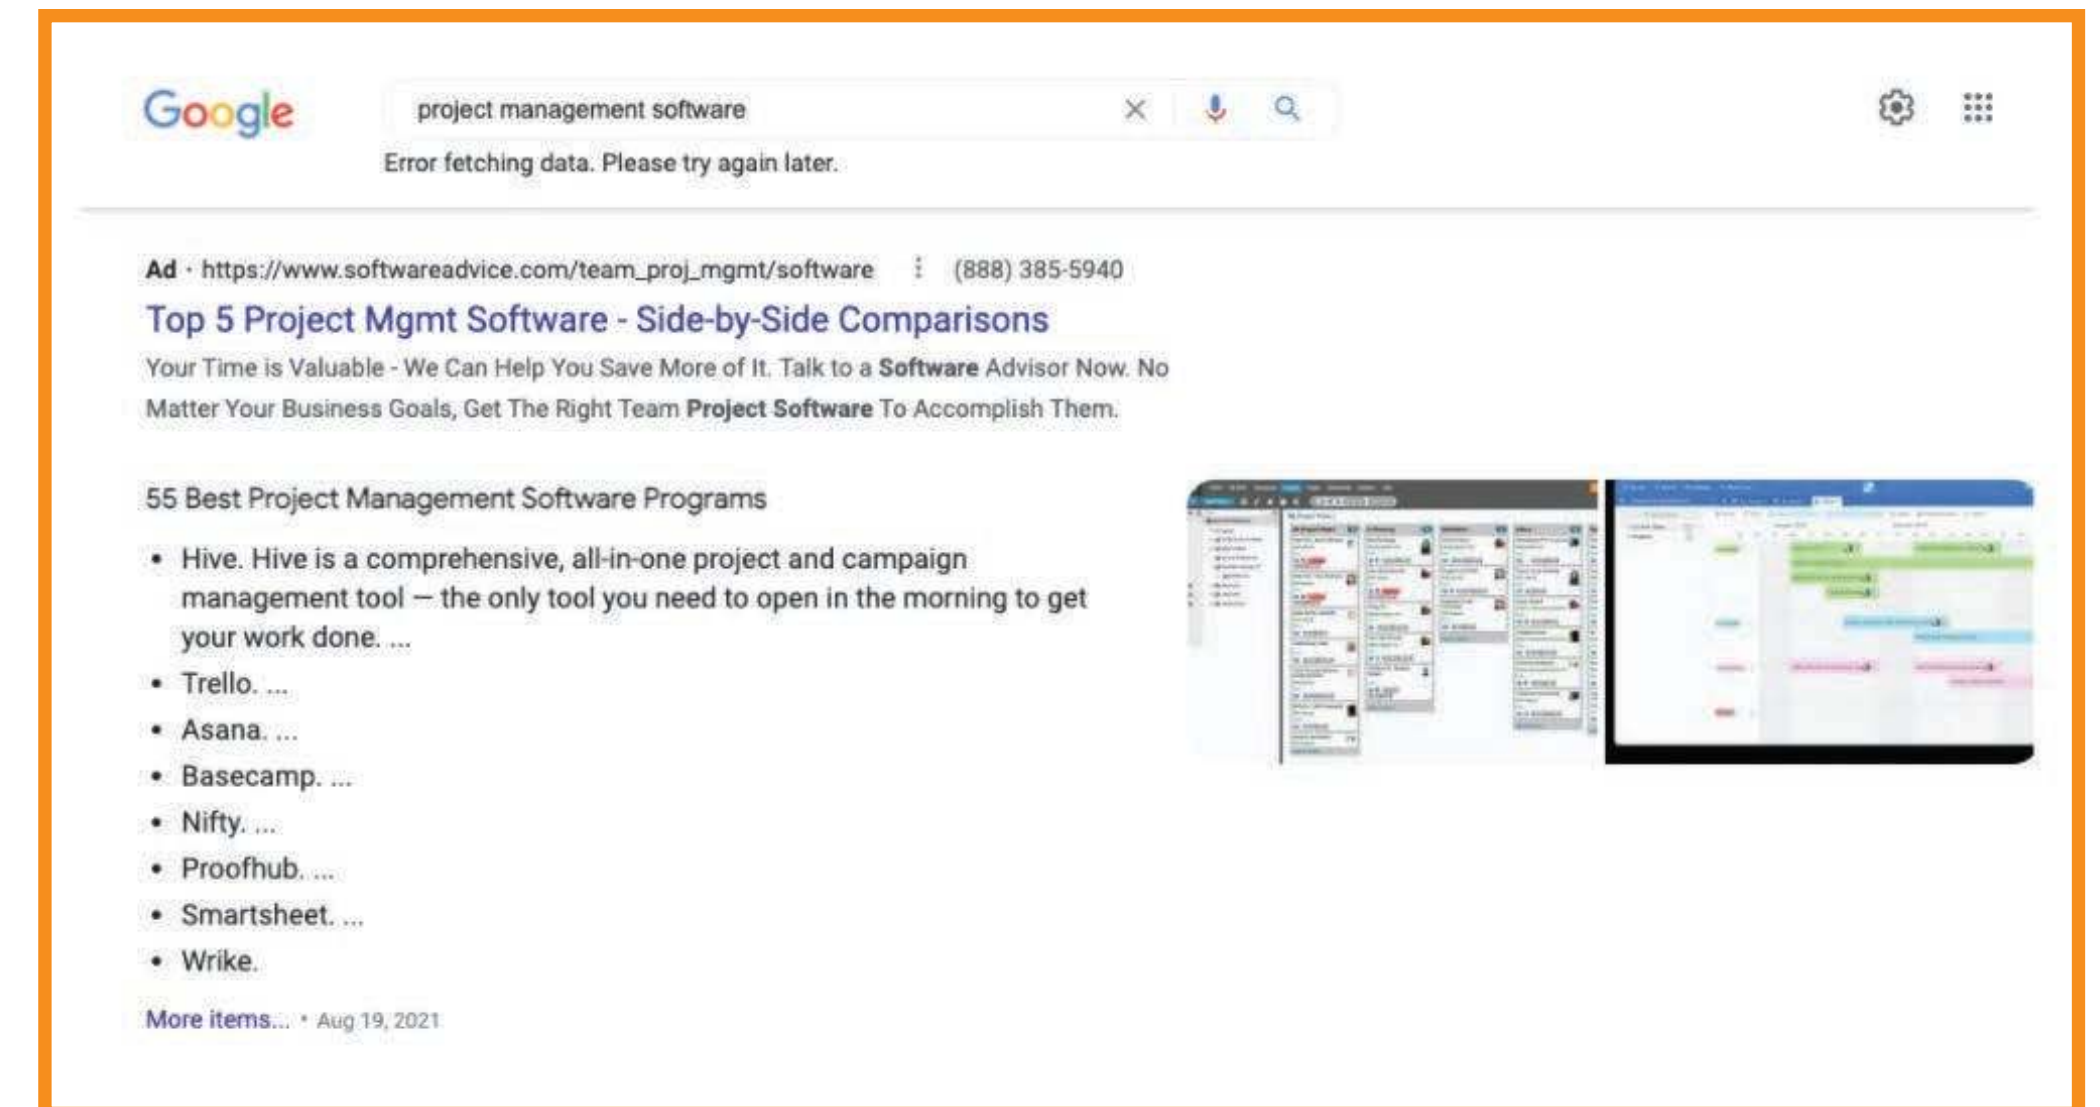 Google
project management software
Error fetching data. Please try again later.
Ad · https://www.softwareadvice.com/team_proj_mgmt/software ⋮ (888) 385-5940
Top 5 Project Mgmt Software - Side-by-Side Comparisons
Your Time is Valuable - We Can Help You Save More of It. Talk to a Software Advisor Now. No
Matter Your Business Goals, Get The Right Team Project Software To Accomplish Them.
55 Best Project Management Software Programs
• Hive. Hive is a comprehensive, all-in-one project and campaign
management tool — the only tool you need to open in the morning to get
your work done. ...
• Trello. ...
• Asana. ...
• Basecamp. ...
• Nifty. ...
• Proofhub. ...
• Smartsheet. ...
• Wrike.
More items... • Aug 19, 2021